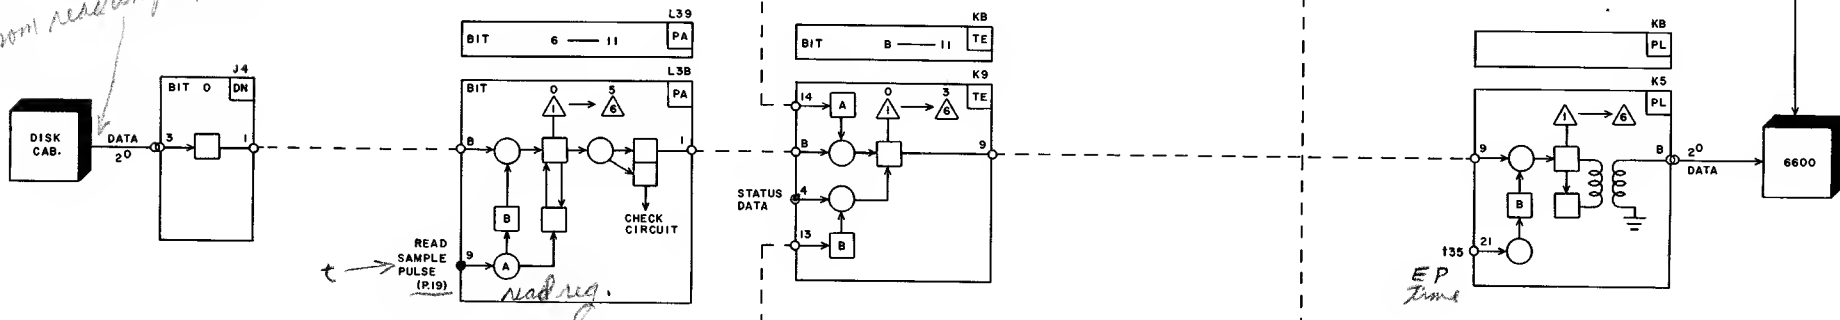 L39
BIT 6 — 11 PA
KB
BIT B — 11 TE
KB
PL
J4
BIT 0 DN
DISK
CAB.
DATA
2⁰
3
1
L3B
BIT PA
0 5
1 → 6
8
1
B
CHECK
CIRCUIT
READ
SAMPLE
PULSE
(P.19)
t
9
A
read reg.
K9
TE
14
A
0 3
1 → 6
B
9
STATUS
DATA
4
13
B
K5
PL
1 → 6
9
B
B
t35
21
EP
time
2⁰
DATA
6600